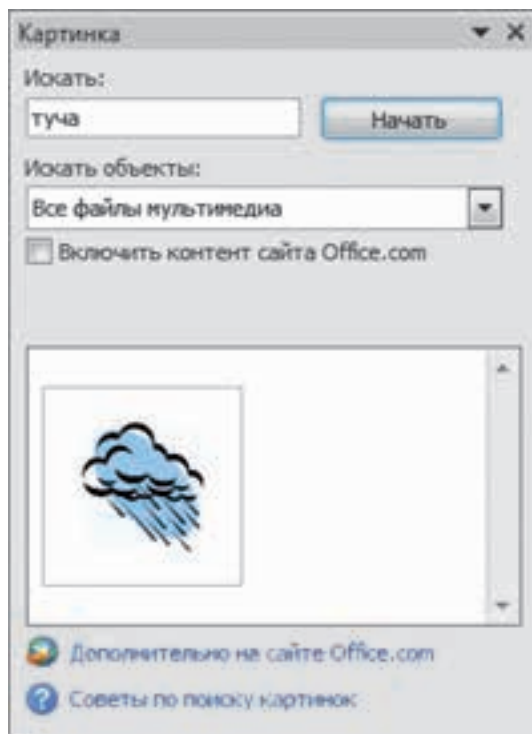 Картинка
Искать:
туча
Начать
Искать объекты:
Все файлы мультимедиа
Включить контент сайта Office.com
Дополнительно на сайте Office.com
Советы по поиску картинок